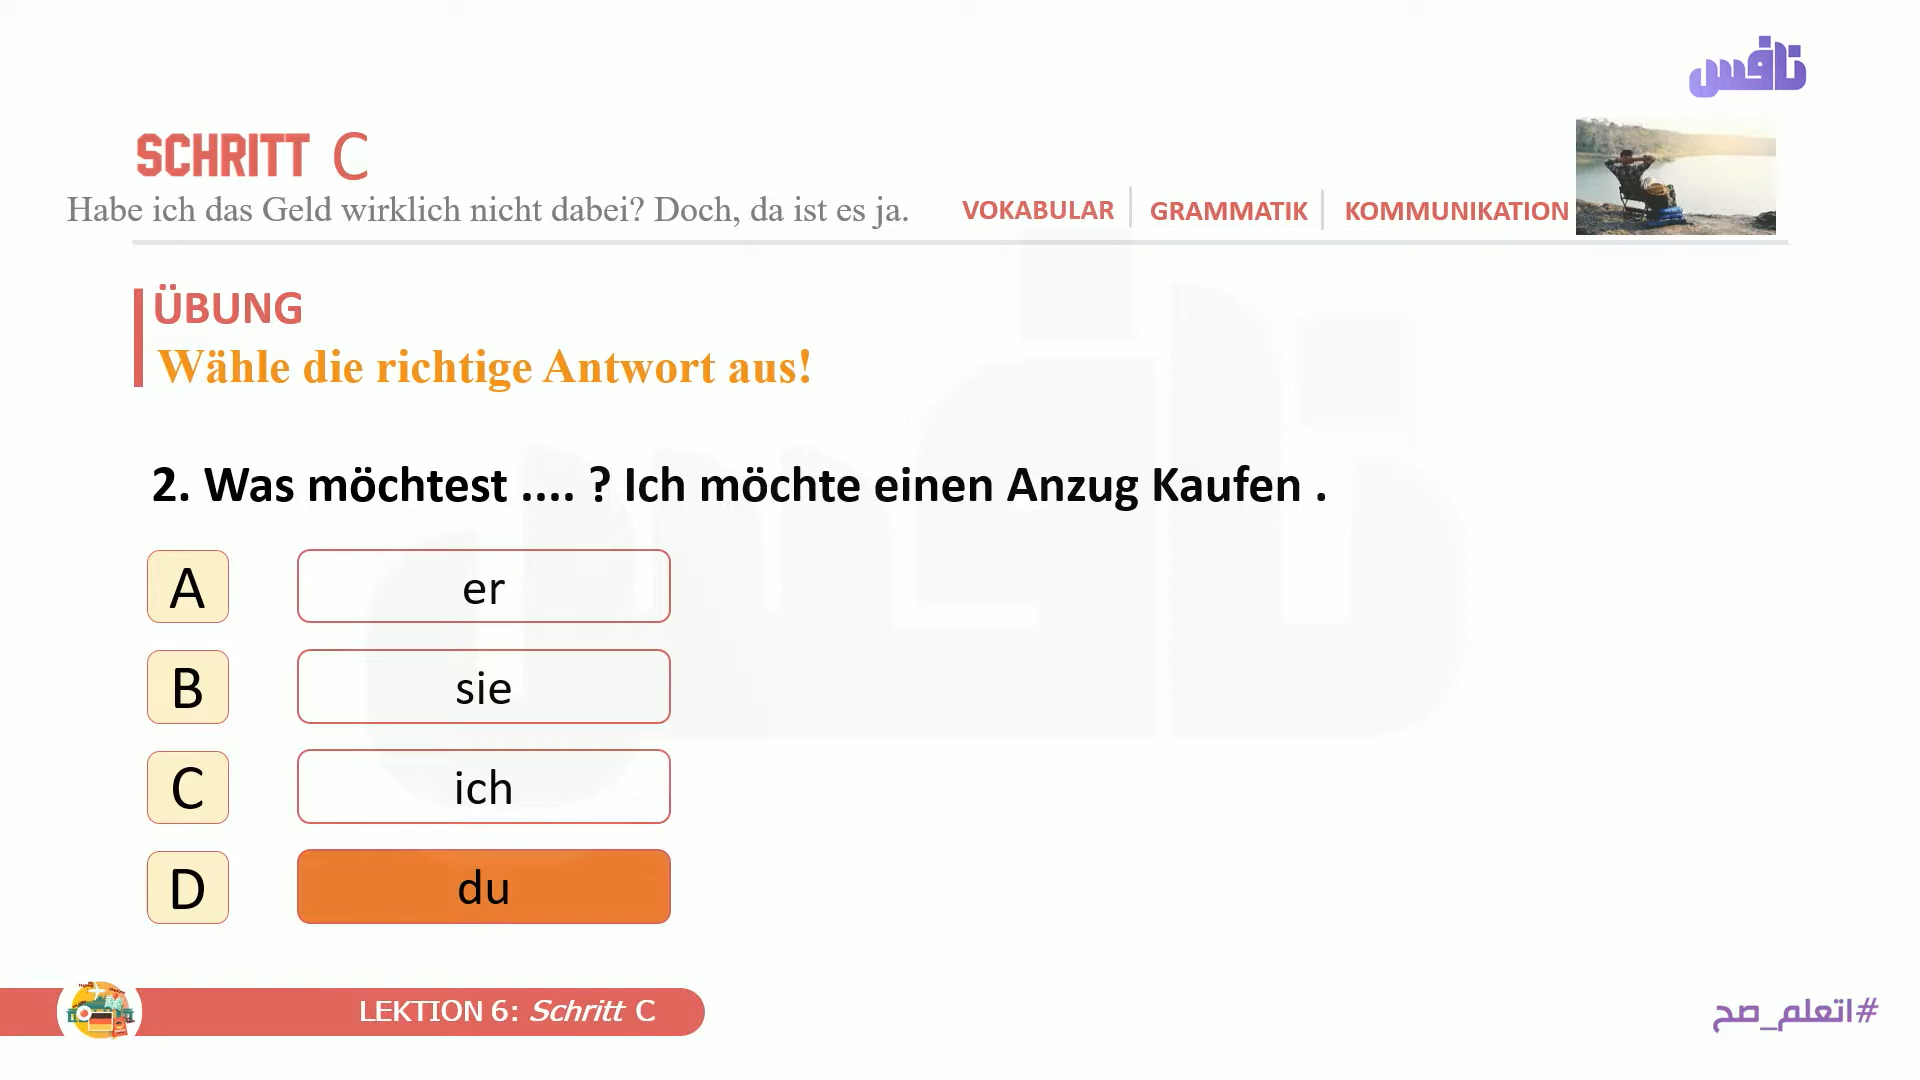 نافس
SCHRITT C
Habe ich das Geld wirklich nicht dabei? Doch, da ist es ja.
VOKABULAR
GRAMMATIK
KOMMUNIKATION
ÜBUNG
Wähle die richtige Antwort aus!
2. Was möchtest .... ? Ich möchte einen Anzug Kaufen .
A er
B sie
C ich
D du
LEKTION 6: Schritt C
#اتعلم_صح